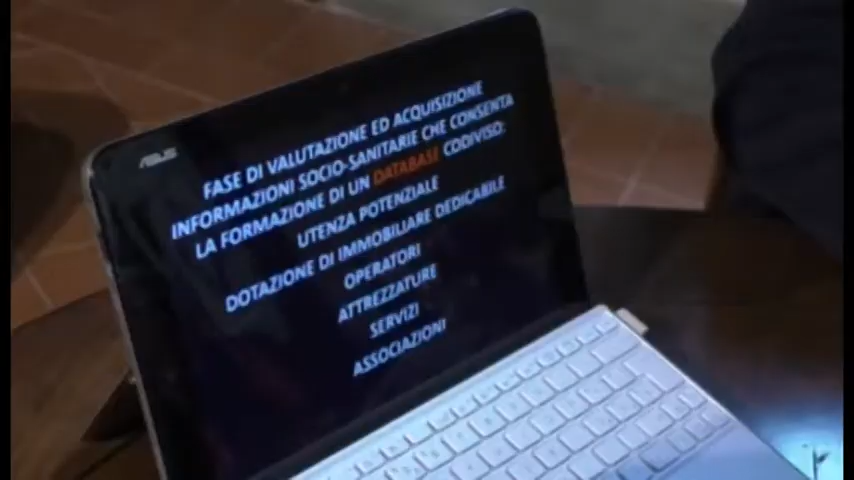 ASUS
FASE DI VALUTAZIONE ED ACQUISIZIONE
INFORMAZIONI SOCIO-SANITARIE CHE CONSENTA
LA FORMAZIONE DI UN DATABASE CODIVISO:
UTENZA POTENZIALE
DOTAZIONE DI IMMOBILIARE DEDICABILE
OPERATORI
ATTREZZATURE
SERVIZI
ASSOCIAZIONI